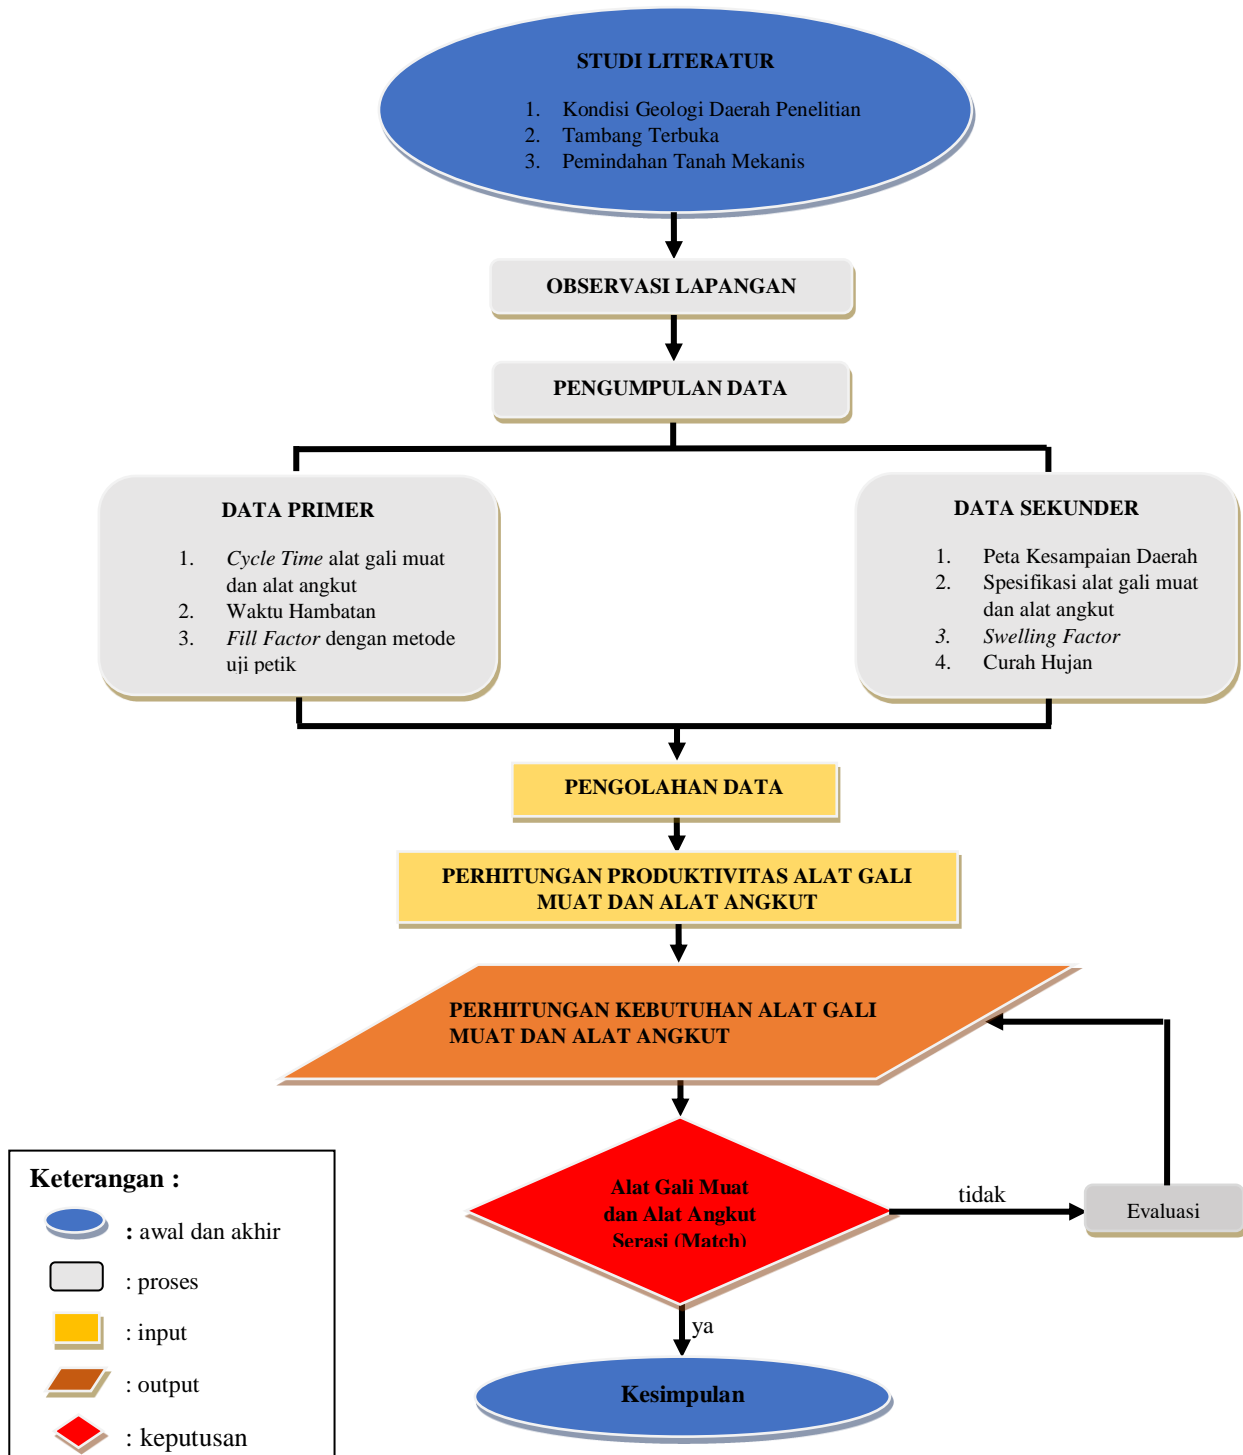 STUDI LITERATUR
1. Kondisi Geologi Daerah Penelitian
2. Tambang Terbuka
3. Pemindahan Tanah Mekanis
OBSERVASI LAPANGAN
PENGUMPULAN DATA
DATA PRIMER
1. Cycle Time alat gali muat
dan alat angkut
2. Waktu Hambatan
3. Fill Factor dengan metode
uji petik
DATA SEKUNDER
1. Peta Kesampaian Daerah
2. Spesifikasi alat gali muat
dan alat angkut
3. Swelling Factor
4. Curah Hujan
PENGOLAHAN DATA
PERHITUNGAN PRODUKTIVITAS ALAT GALI
MUAT DAN ALAT ANGKUT
PERHITUNGAN KEBUTUHAN ALAT GALI
MUAT DAN ALAT ANGKUT
Alat Gali Muat
dan Alat Angkut
Serasi (Match)
tidak
Evaluasi
ya
Kesimpulan
Keterangan :
: awal dan akhir
: proses
: input
: output
: keputusan